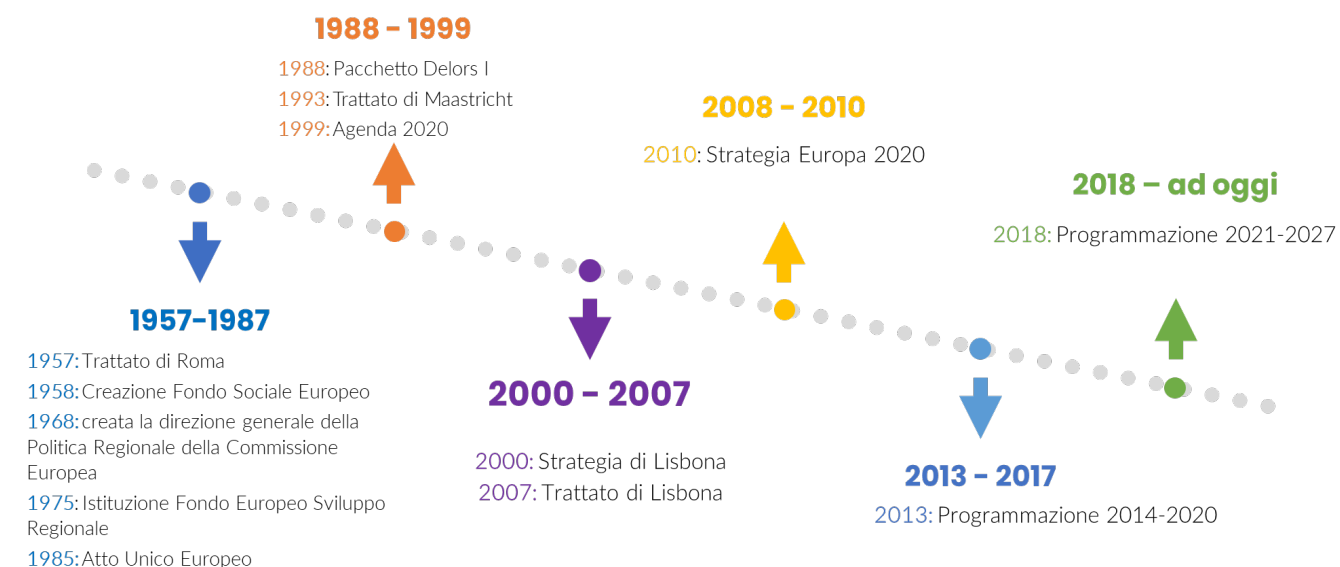 1988 – 1999
1988: Pacchetto Delors I
1993: Trattato di Maastricht
1999: Agenda 2020
2008 – 2010
2010: Strategia Europa 2020
2018 – ad oggi
2018: Programmazione 2021-2027
1957-1987
1957: Trattato di Roma
1958: Creazione Fondo Sociale Europeo
1968: creata la direzione generale della
Politica Regionale della Commissione
Europea
1975: Istituzione Fondo Europeo Sviluppo
Regionale
1985: Atto Unico Europeo
2000 – 2007
2000: Strategia di Lisbona
2007: Trattato di Lisbona
2013 – 2017
2013: Programmazione 2014-2020